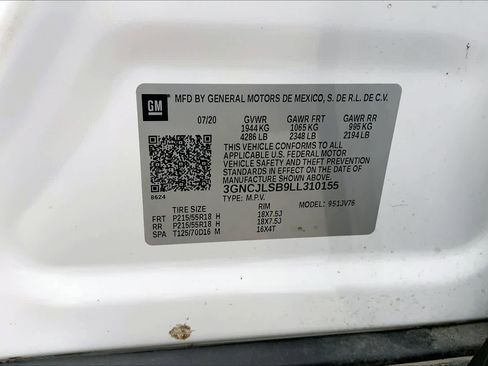 GM
MFD BY GENERAL MOTORS DE MEXICO, S. DE R.L. DE C.V.
07/20 GVWR GAWR FRT GAWR RR
1944 KG 1065 KG 995 KG
4286 LB 2348 LB 2194 LB
THIS VEHICLE CONFORMS TO ALL
APPLICABLE U.S. FEDERAL MOTOR
VEHICLE SAFETY AND THEFT PREVENTION
STANDARDS IN EFFECT ON THE DATE OF
MANUFACTURE SHOWN ABOVE.
3GNCJLSB9LL310155
8624
TYPE: M.P.V. MODEL: 951JV76
TIRE SIZE RIM
FRT P215/55R18 H 18X7.5J
RR P215/55R18 H 18X7.5J
SPA T125/70D16 M 16X4T